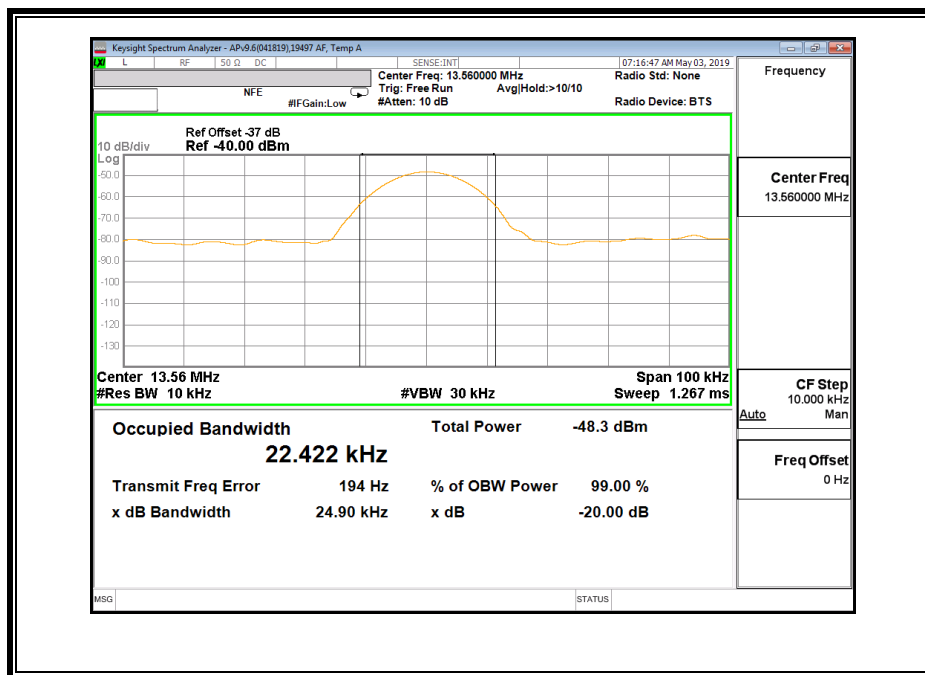 Keysight Spectrum Analyzer - APv9.6(041819),19497 AF, Temp A
LXI L RF 50 Ω DC SENSE:INT 07:16:47 AM May 03, 2019
Center Freq: 13.560000 MHz Radio Std: None
NFE Trig: Free Run Avg|Hold:>10/10
#IFGain:Low #Atten: 10 dB Radio Device: BTS
Ref Offset -37 dB
10 dB/div Ref -40.00 dBm
Log
-50.0
-60.0
-70.0
-80.0
-90.0
-100
-110
-120
-130
Center 13.56 MHz Span 100 kHz
#Res BW 10 kHz #VBW 30 kHz Sweep 1.267 ms
Occupied Bandwidth Total Power -48.3 dBm
22.422 kHz
Transmit Freq Error 194 Hz % of OBW Power 99.00 %
x dB Bandwidth 24.90 kHz x dB -20.00 dB
MSG STATUS
Frequency
Center Freq
13.560000 MHz
CF Step
10.000 kHz
Auto Man
Freq Offset
0 Hz